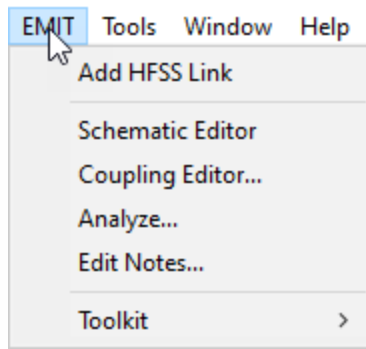 EMIT Tools Window Help
Add HFSS Link
Schematic Editor
Coupling Editor...
Analyze...
Edit Notes...
Toolkit >